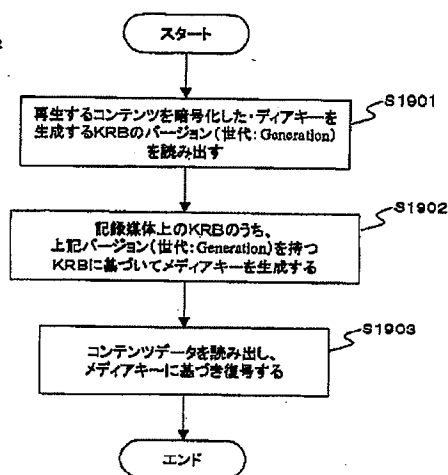 スタート
再生するコンテンツを暗号化した・ディアキーを
生成するKRBのバージョン(世代:Generation)
を読み出す
S1901
記録媒体上のKRBのうち、
上記バージョン(世代:Generation)を持つ
KRBに基づいてメディアキーを生成する
S1902
コンテンツデータを読み出し、
メディアキーに基づき復号する
S1903
エンド